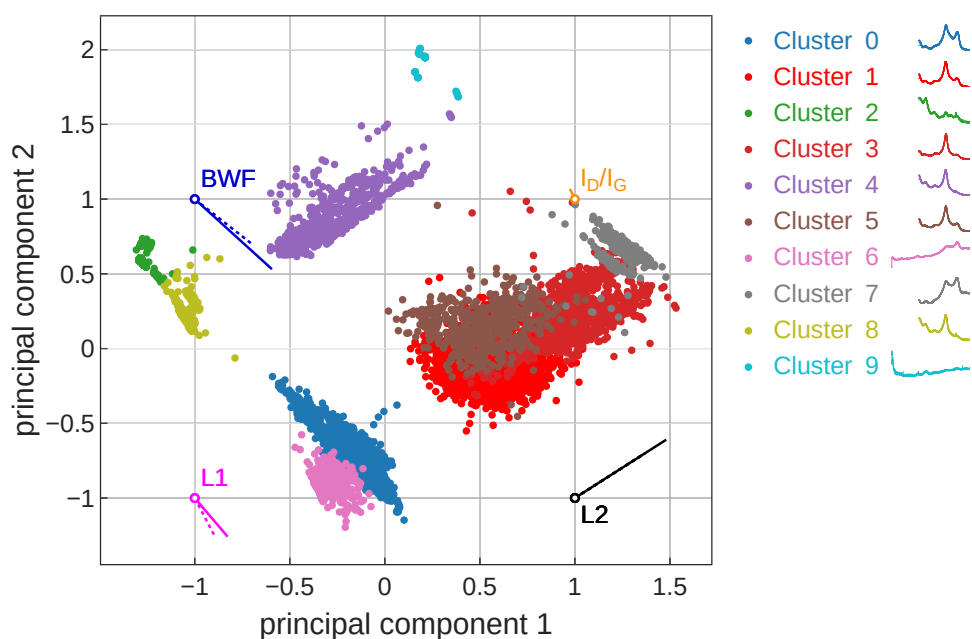 2
1.5
1
0.5
0
−0.5
−1
−1
−0.5
0
0.5
1
1.5
principal component 1
principal component 2
BWF
I_D/I_G
L1
L2
Cluster 0
Cluster 1
Cluster 2
Cluster 3
Cluster 4
Cluster 5
Cluster 6
Cluster 7
Cluster 8
Cluster 9